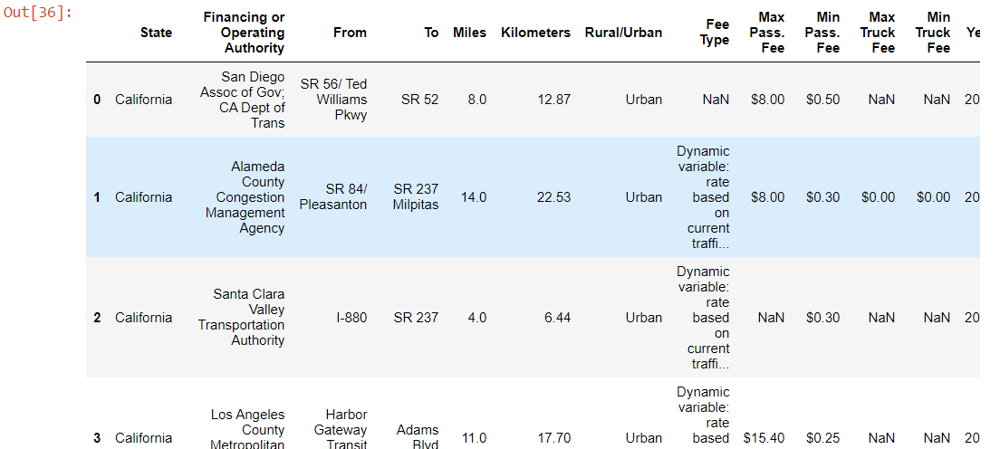 Out[36]:
State Financing or Operating Authority From To Miles Kilometers Rural/Urban Fee Type Max Pass. Fee Min Pass. Fee Max Truck Fee Min Truck Fee Ye
0 California San Diego Assoc of Gov; CA Dept of Trans SR 56/ Ted Williams Pkwy SR 52 8.0 12.87 Urban NaN $8.00 $0.50 NaN NaN 20
1 California Alameda County Congestion Management Agency SR 84/ Pleasanton SR 237 Milpitas 14.0 22.53 Urban Dynamic variable: rate based on current traffi... $8.00 $0.30 $0.00 $0.00 20
2 California Santa Clara Valley Transportation Authority I-880 SR 237 4.0 6.44 Urban Dynamic variable: rate based on current traffi... NaN $0.30 NaN NaN 20
3 California Los Angeles County Metropolitan Harbor Gateway Transit Adams Blvd 11.0 17.70 Urban Dynamic variable: rate based $15.40 $0.25 NaN NaN 20